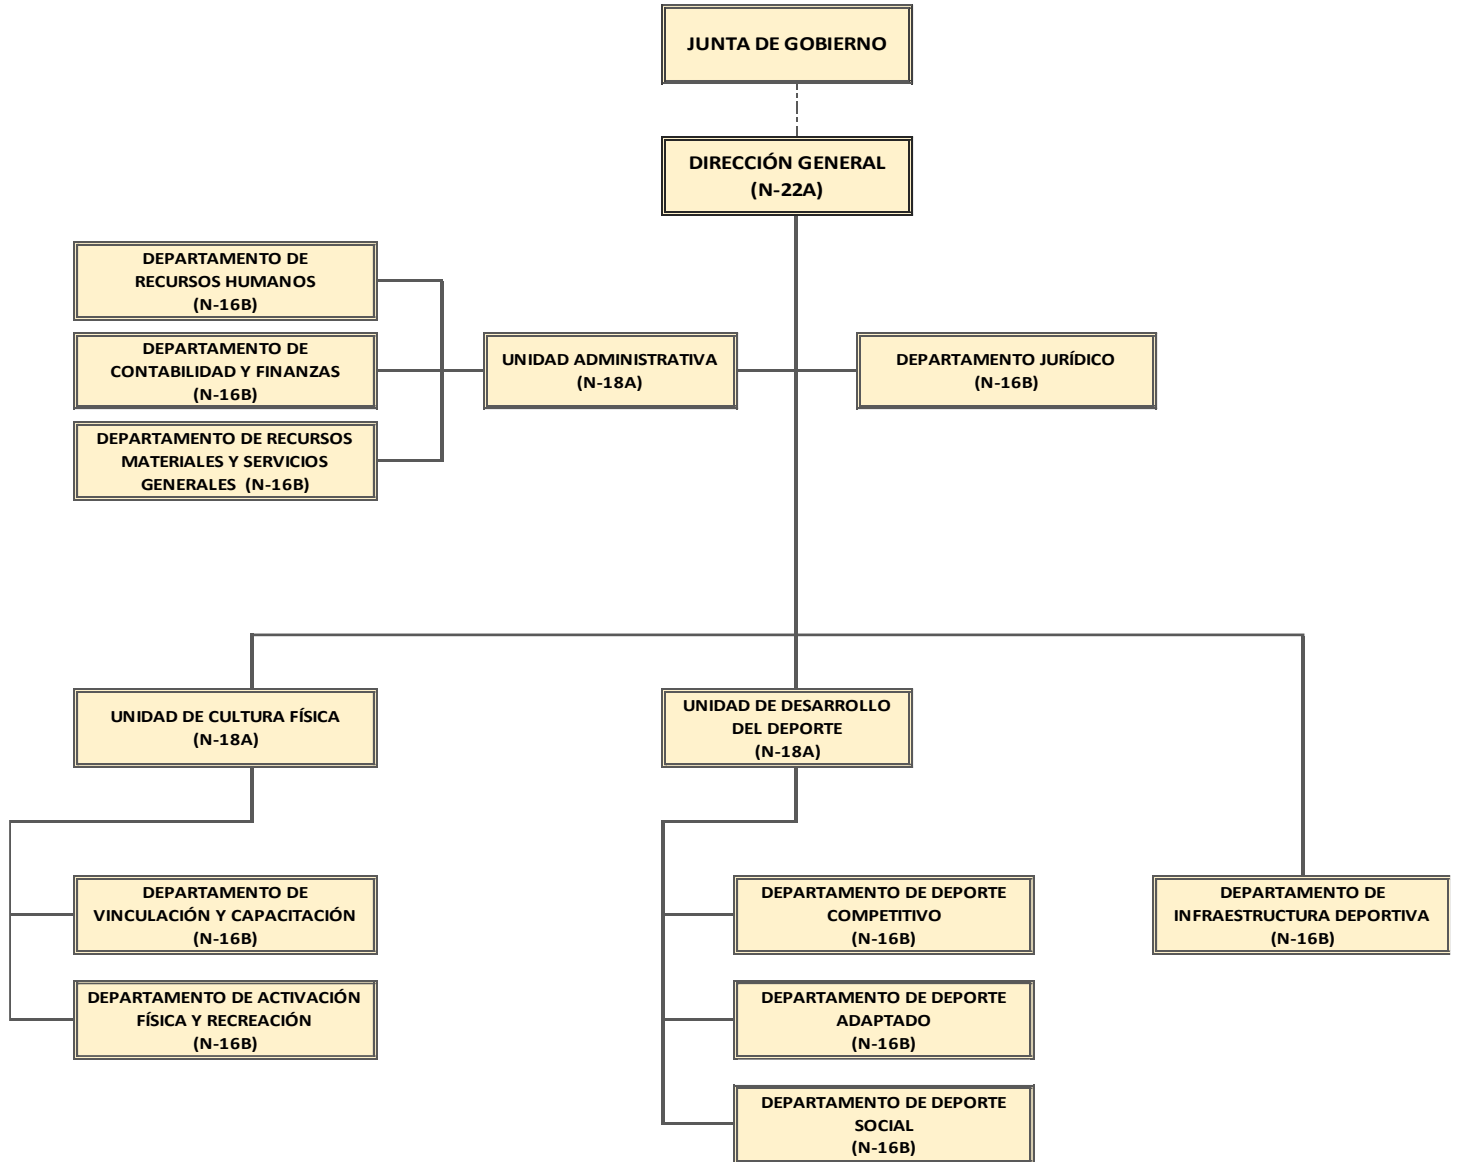 JUNTA DE GOBIERNO
DIRECCIÓN GENERAL
(N-22A)
DEPARTAMENTO DE
RECURSOS HUMANOS
(N-16B)
DEPARTAMENTO DE
CONTABILIDAD Y FINANZAS
(N-16B)
DEPARTAMENTO DE RECURSOS
MATERIALES Y SERVICIOS
GENERALES (N-16B)
UNIDAD ADMINISTRATIVA
(N-18A)
DEPARTAMENTO JURÍDICO
(N-16B)
UNIDAD DE CULTURA FÍSICA
(N-18A)
UNIDAD DE DESARROLLO
DEL DEPORTE
(N-18A)
DEPARTAMENTO DE
VINCULACIÓN Y CAPACITACIÓN
(N-16B)
DEPARTAMENTO DE ACTIVACIÓN
FÍSICA Y RECREACIÓN
(N-16B)
DEPARTAMENTO DE DEPORTE
COMPETITIVO
(N-16B)
DEPARTAMENTO DE DEPORTE
ADAPTADO
(N-16B)
DEPARTAMENTO DE DEPORTE
SOCIAL
(N-16B)
DEPARTAMENTO DE
INFRAESTRUCTURA DEPORTIVA
(N-16B)